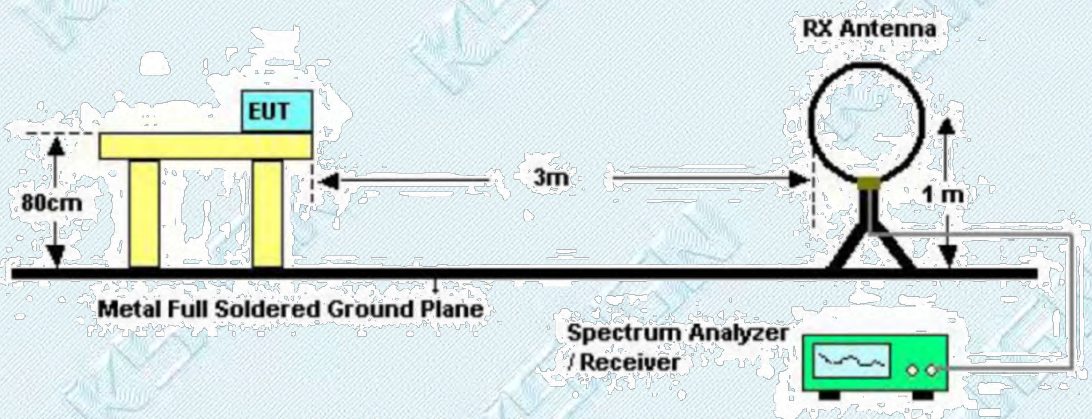 RX Antenna
EUT
3m
80cm
1 m
Metal Full Soldered Ground Plane
Spectrum Analyzer
/ Receiver